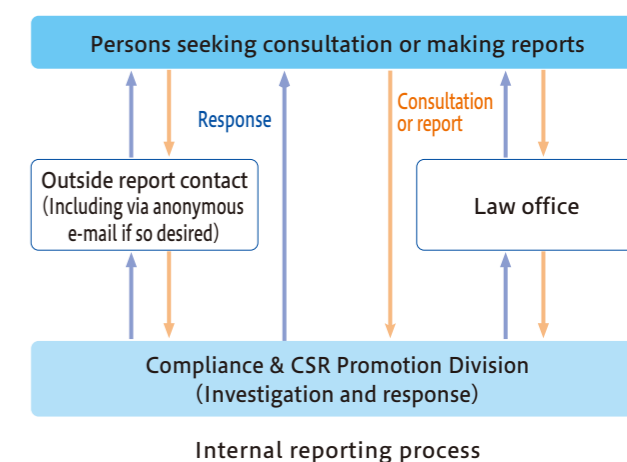 Persons seeking consultation or making reports
Response
Consultation
or report
Outside report contact
(Including via anonymous
e-mail if so desired)
Law office
Compliance & CSR Promotion Division
(Investigation and response)
Internal reporting process